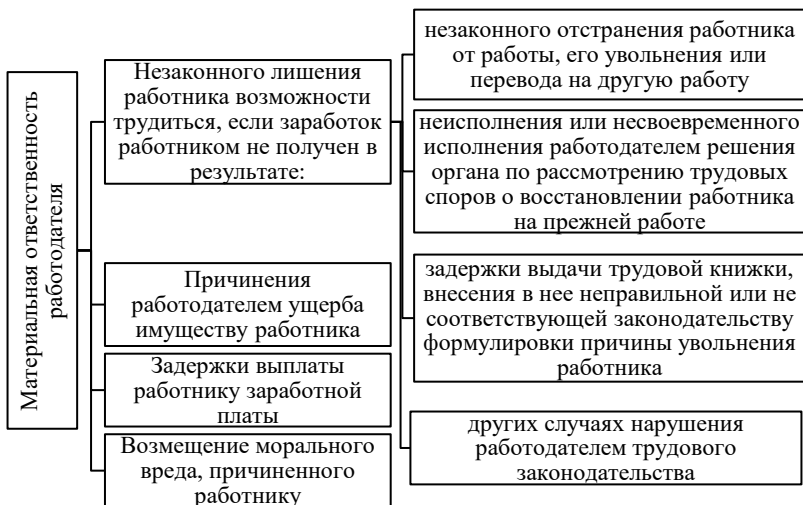 Материальная ответственность
работодателя
Незаконного лишения
работника возможности
трудиться, если заработок
работником не получен в
результате:
незаконного отстранения работника
от работы, его увольнения или
перевода на другую работу
неисполнения или несвоевременного
исполнения работодателем решения
органа по рассмотрению трудовых
споров о восстановлении работника
на прежней работе
задержки выдачи трудовой книжки,
внесения в нее неправильной или не
соответствующей законодательству
формулировки причины увольнения
работника
других случаях нарушения
работодателем трудового
законодательства
Причинения
работодателем ущерба
имуществу работника
Задержки выплаты
работнику заработной
платы
Возмещение морального
вреда, причиненного
работнику